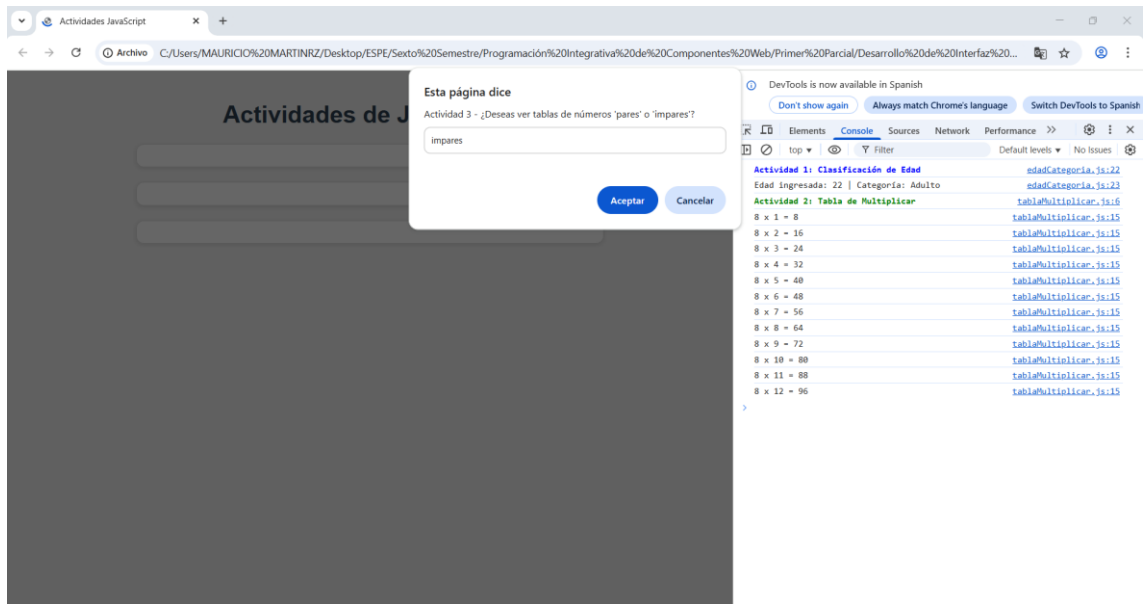 Actividades JavaScript
Archivo C:/Users/MAURICIO%20MARTINRZ/Desktop/ESPE/Sexto%20Semestre/Programación%20Integrativa%20de%20Componentes%20Web/Primer%20Parcial/Desarrollo%20de%20Interfaz%20...
Actividades de J
Esta página dice
Actividad 3 - ¿Deseas ver tablas de números 'pares' o 'impares'?
impares
Aceptar Cancelar
DevTools is now available in Spanish
Don't show again Always match Chrome's language Switch DevTools to Spanish
Elements Console Sources Network Performance
top Filter Default levels No Issues
Actividad 1: Clasificación de Edad edadCategoria.js:22
Edad ingresada: 22 | Categoría: Adulto edadCategoria.js:23
Actividad 2: Tabla de Multiplicar tablaMultiplicar.js:6
8 x 1 = 8 tablaMultiplicar.js:15
8 x 2 = 16 tablaMultiplicar.js:15
8 x 3 = 24 tablaMultiplicar.js:15
8 x 4 = 32 tablaMultiplicar.js:15
8 x 5 = 40 tablaMultiplicar.js:15
8 x 6 = 48 tablaMultiplicar.js:15
8 x 7 = 56 tablaMultiplicar.js:15
8 x 8 = 64 tablaMultiplicar.js:15
8 x 9 = 72 tablaMultiplicar.js:15
8 x 10 = 80 tablaMultiplicar.js:15
8 x 11 = 88 tablaMultiplicar.js:15
8 x 12 = 96 tablaMultiplicar.js:15